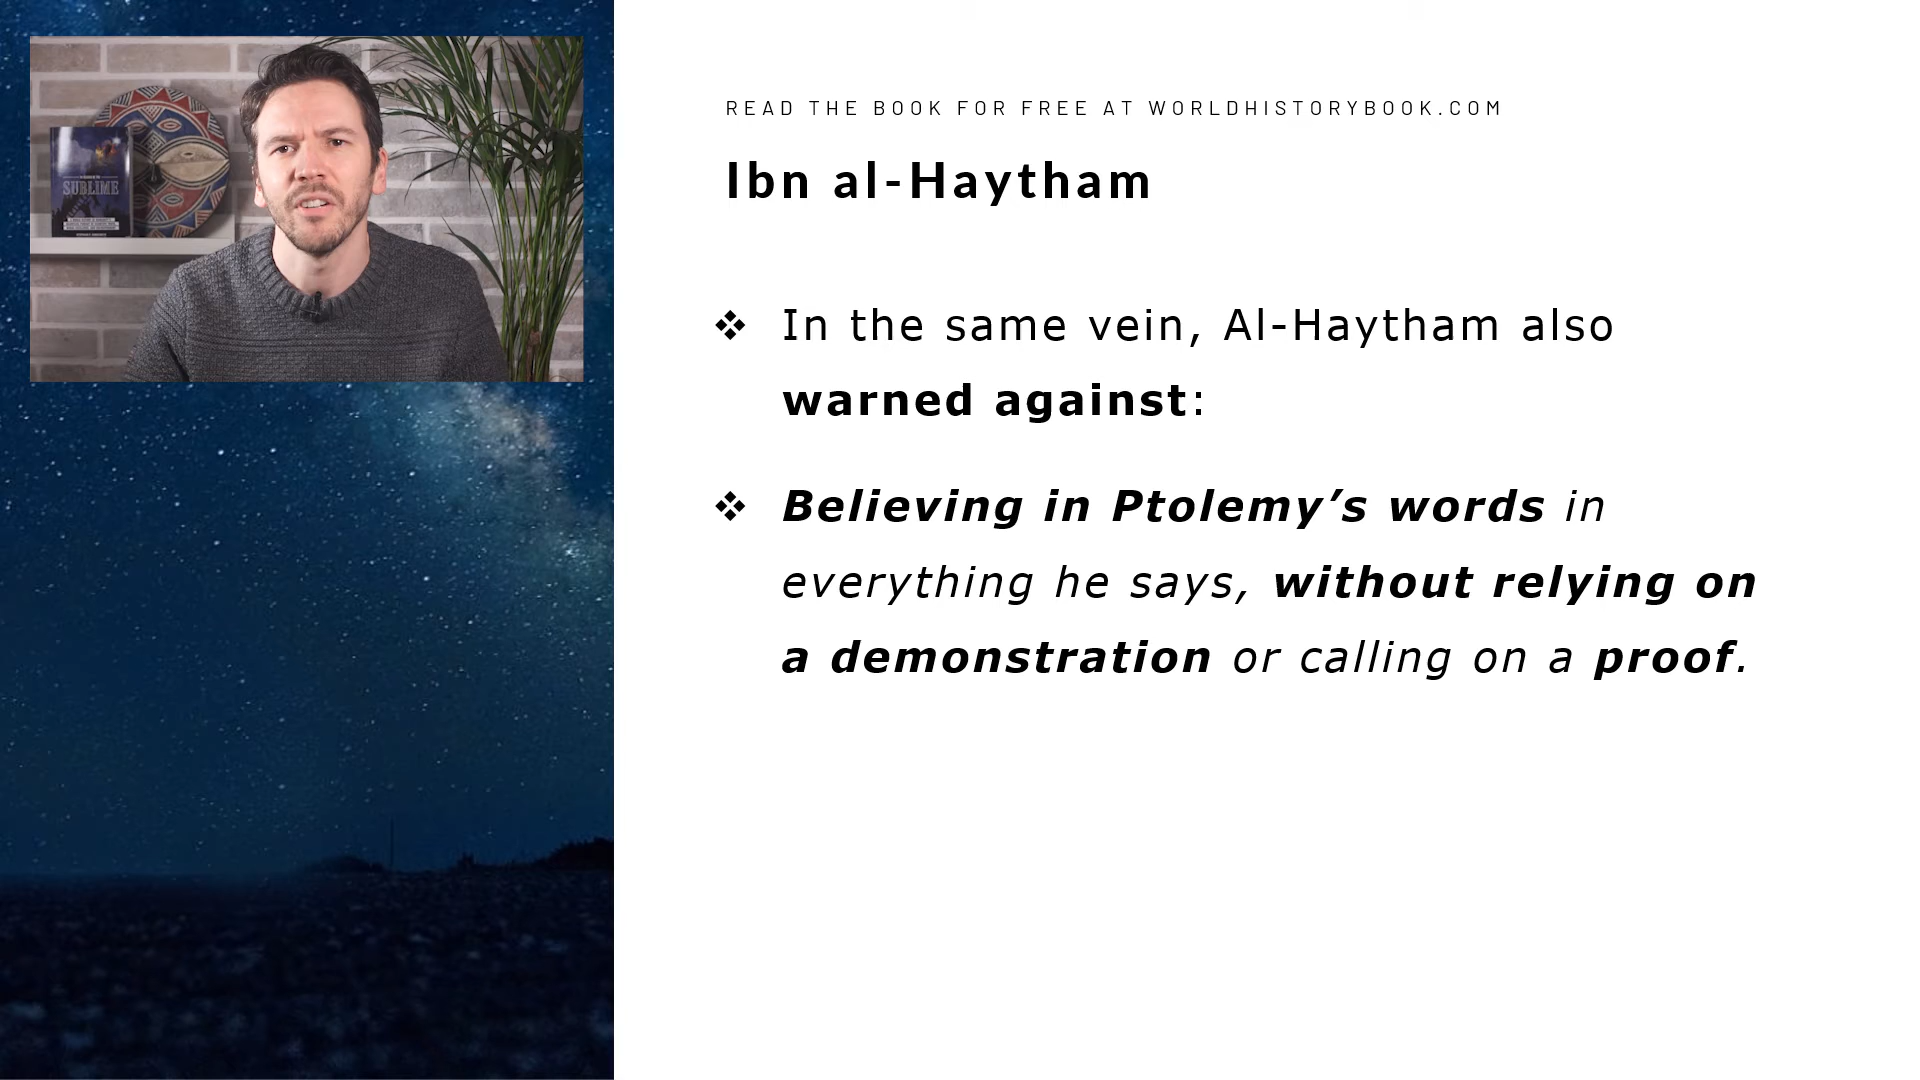 READ THE BOOK FOR FREE AT WORLDHISTORYBOOK.COM
Ibn al-Haytham
❖ In the same vein, Al-Haytham also
warned against:
❖ Believing in Ptolemy’s words in
everything he says, without relying on
a demonstration or calling on a proof.
SUBLIME